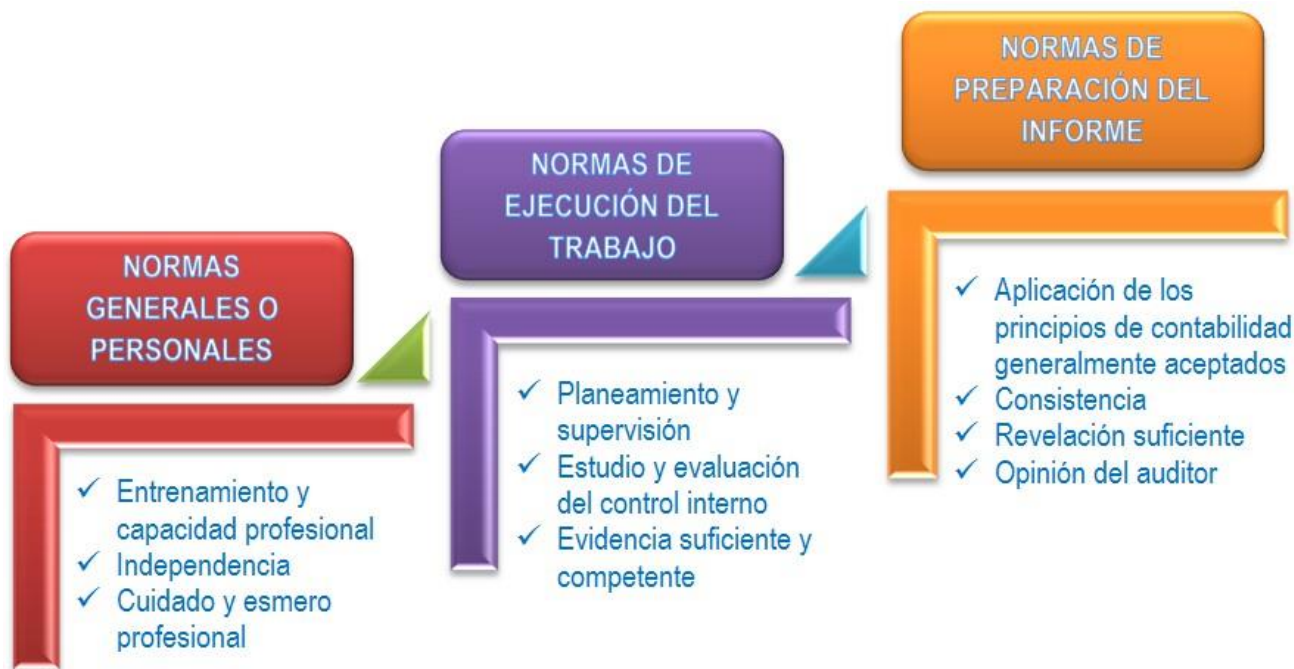 NORMAS
GENERALES O
PERSONALES
✓ Entrenamiento y
capacidad profesional
✓ Independencia
✓ Cuidado y esmero
profesional
NORMAS DE
EJECUCIÓN DEL
TRABAJO
✓ Planeamiento y
supervisión
✓ Estudio y evaluación
del control interno
✓ Evidencia suficiente y
competente
NORMAS DE
PREPARACIÓN DEL
INFORME
✓ Aplicación de los
principios de contabilidad
generalmente aceptados
✓ Consistencia
✓ Revelación suficiente
✓ Opinión del auditor